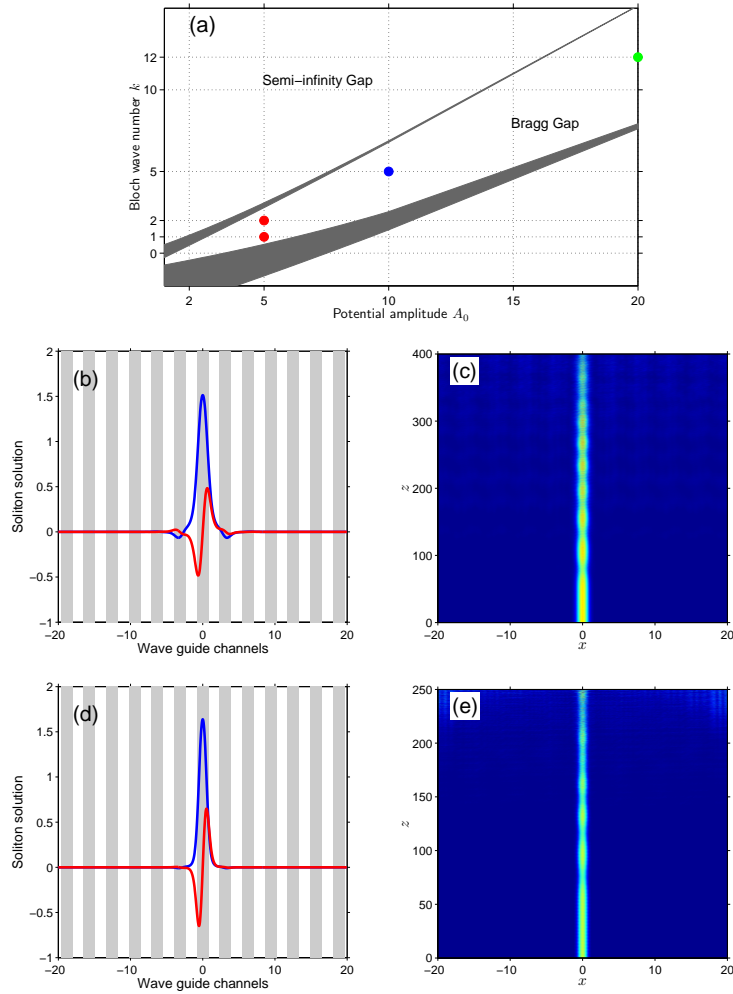 (a)
Semi−infinity Gap
Bragg Gap
Bloch wave number k
12
10
5
2
1
0
2 5 10 15 20
Potential amplitude A₀
(b)
Soliton solution
2
1.5
1
0.5
0
−0.5
−1
−20 −10 0 10 20
Wave guide channels
(c)
z
400
300
200
100
0
−20 −10 0 10 20
x
(d)
Soliton solution
2
1.5
1
0.5
0
−0.5
−1
−20 −10 0 10 20
Wave guide channels
(e)
z
250
200
150
100
50
0
−20 −10 0 10 20
x